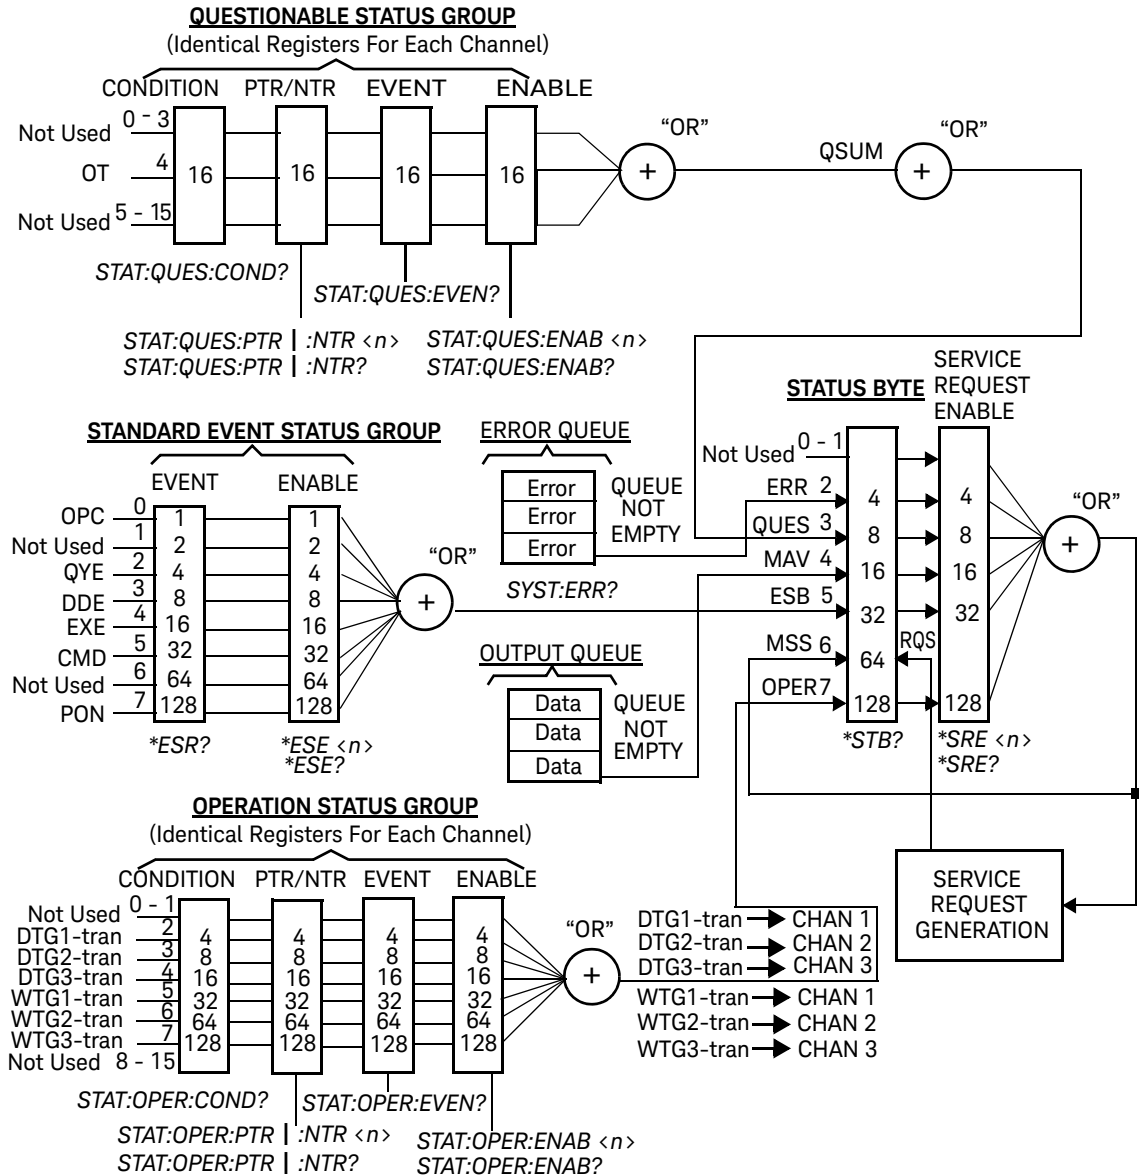 QUESTIONABLE STATUS GROUP
(Identical Registers For Each Channel)
CONDITION PTR/NTR EVENT ENABLE
Not Used 0 - 3
OT 4 16 16 16 16
Not Used 5 - 15
"OR"
QSUM
"OR"
STAT:QUES:COND?
STAT:QUES:EVEN?
STAT:QUES:PTR | :NTR <n>
STAT:QUES:PTR | :NTR?
STAT:QUES:ENAB <n>
STAT:QUES:ENAB?
STANDARD EVENT STATUS GROUP
EVENT ENABLE
OPC 0 1 1
Not Used 1 2 2
QYE 2 4 4
DDE 3 8 8
EXE 4 16 16
CMD 5 32 32
Not Used 6 64 64
PON 7 128 128
"OR"
*ESR?
*ESE <n>
*ESE?
ERROR QUEUE
Error
Error
Error
QUEUE
NOT
EMPTY
SYST:ERR?
OUTPUT QUEUE
Data
Data
Data
QUEUE
NOT
EMPTY
STATUS BYTE
SERVICE
REQUEST
ENABLE
Not Used 0 - 1
ERR 2 4 4
QUES 3 8 8
MAV 4 16 16
ESB 5 32 32
MSS 6 64 RQS
OPER7 128 128
"OR"
*STB?
*SRE <n>
*SRE?
SERVICE
REQUEST
GENERATION
OPERATION STATUS GROUP
(Identical Registers For Each Channel)
CONDITION PTR/NTR EVENT ENABLE
Not Used 0 - 1
DTG1-tran 2 4 4 4 4
DTG2-tran 3 8 8 8 8
DTG3-tran 4 16 16 16 16
WTG1-tran 5 32 32 32 32
WTG2-tran 6 64 64 64 64
WTG3-tran 7 128 128 128 128
Not Used 8 - 15
"OR"
DTG1-tran CHAN 1
DTG2-tran CHAN 2
DTG3-tran CHAN 3
WTG1-tran CHAN 1
WTG2-tran CHAN 2
WTG3-tran CHAN 3
STAT:OPER:COND?
STAT:OPER:EVEN?
STAT:OPER:PTR | :NTR <n>
STAT:OPER:PTR | :NTR?
STAT:OPER:ENAB <n>
STAT:OPER:ENAB?